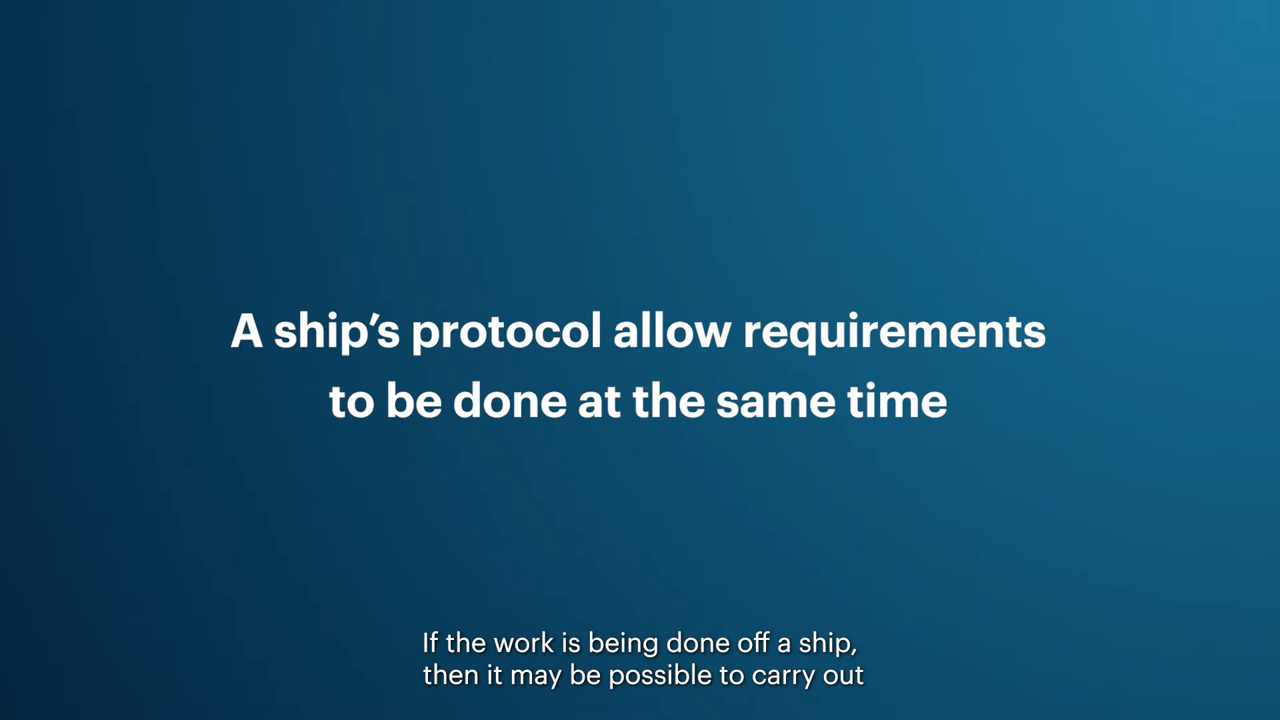 A ship’s protocol allow requirements
to be done at the same time
If the work is being done off a ship,
then it may be possible to carry out